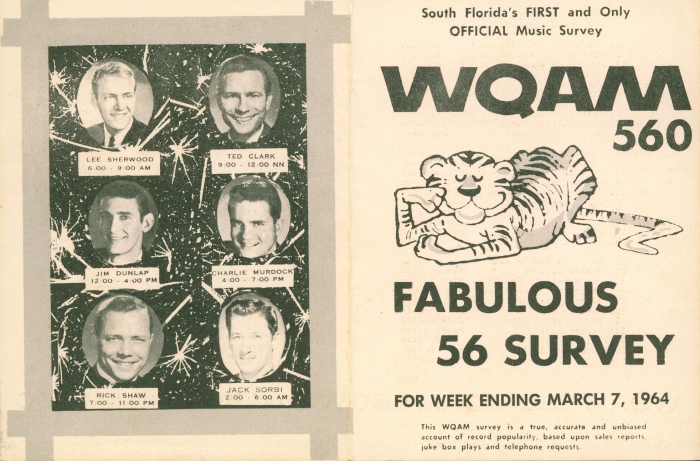 LEE SHERWOOD
6:00 - 9:00 AM
TED CLARK
9:00 - 12:00 NN
JIM DUNLAP
12:00 - 4:00 PM
CHARLIE MURDOCK
4:00 - 7:00 PM
RICK SHAW
7:00 - 11:00 PM
JACK SORBI
2:00 - 6:00 AM
South Florida's FIRST and Only
OFFICIAL Music Survey
WQAM
560
FABULOUS
56 SURVEY
FOR WEEK ENDING MARCH 7, 1964
This WQAM survey is a true, accurate and unbiased
account of record popularity, based upon sales reports,
juke box plays and telephone requests.